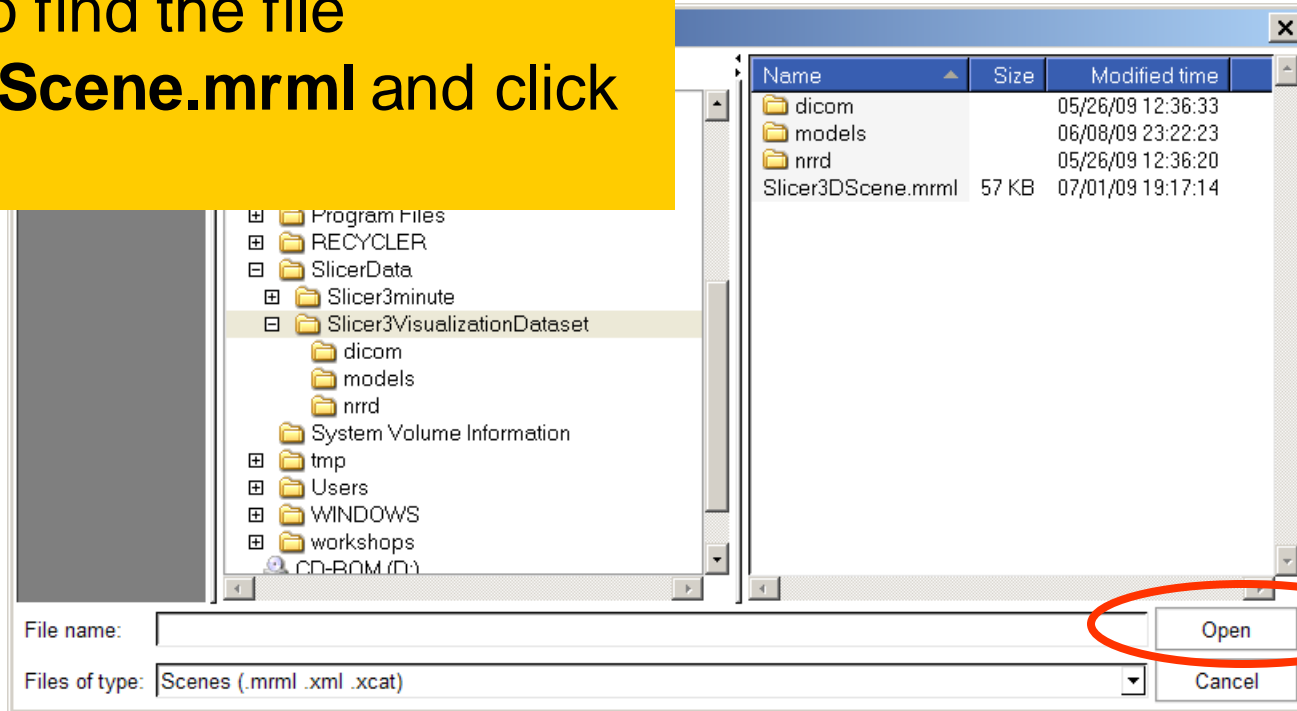 o find the file
Scene.mrml and click
Name Size Modified time
dicom 05/26/09 12:36:33
models 06/08/09 23:22:23
nrrd 05/26/09 12:36:20
Slicer3DScene.mrml 57 KB 07/01/09 19:17:14
Program Files
RECYCLER
SlicerData
Slicer3minute
Slicer3VisualizationDataset
dicom
models
nrrd
System Volume Information
tmp
Users
WINDOWS
workshops
CD-ROM (D:)
File name:
Open
Files of type: Scenes (.mrml .xml .xcat)
Cancel